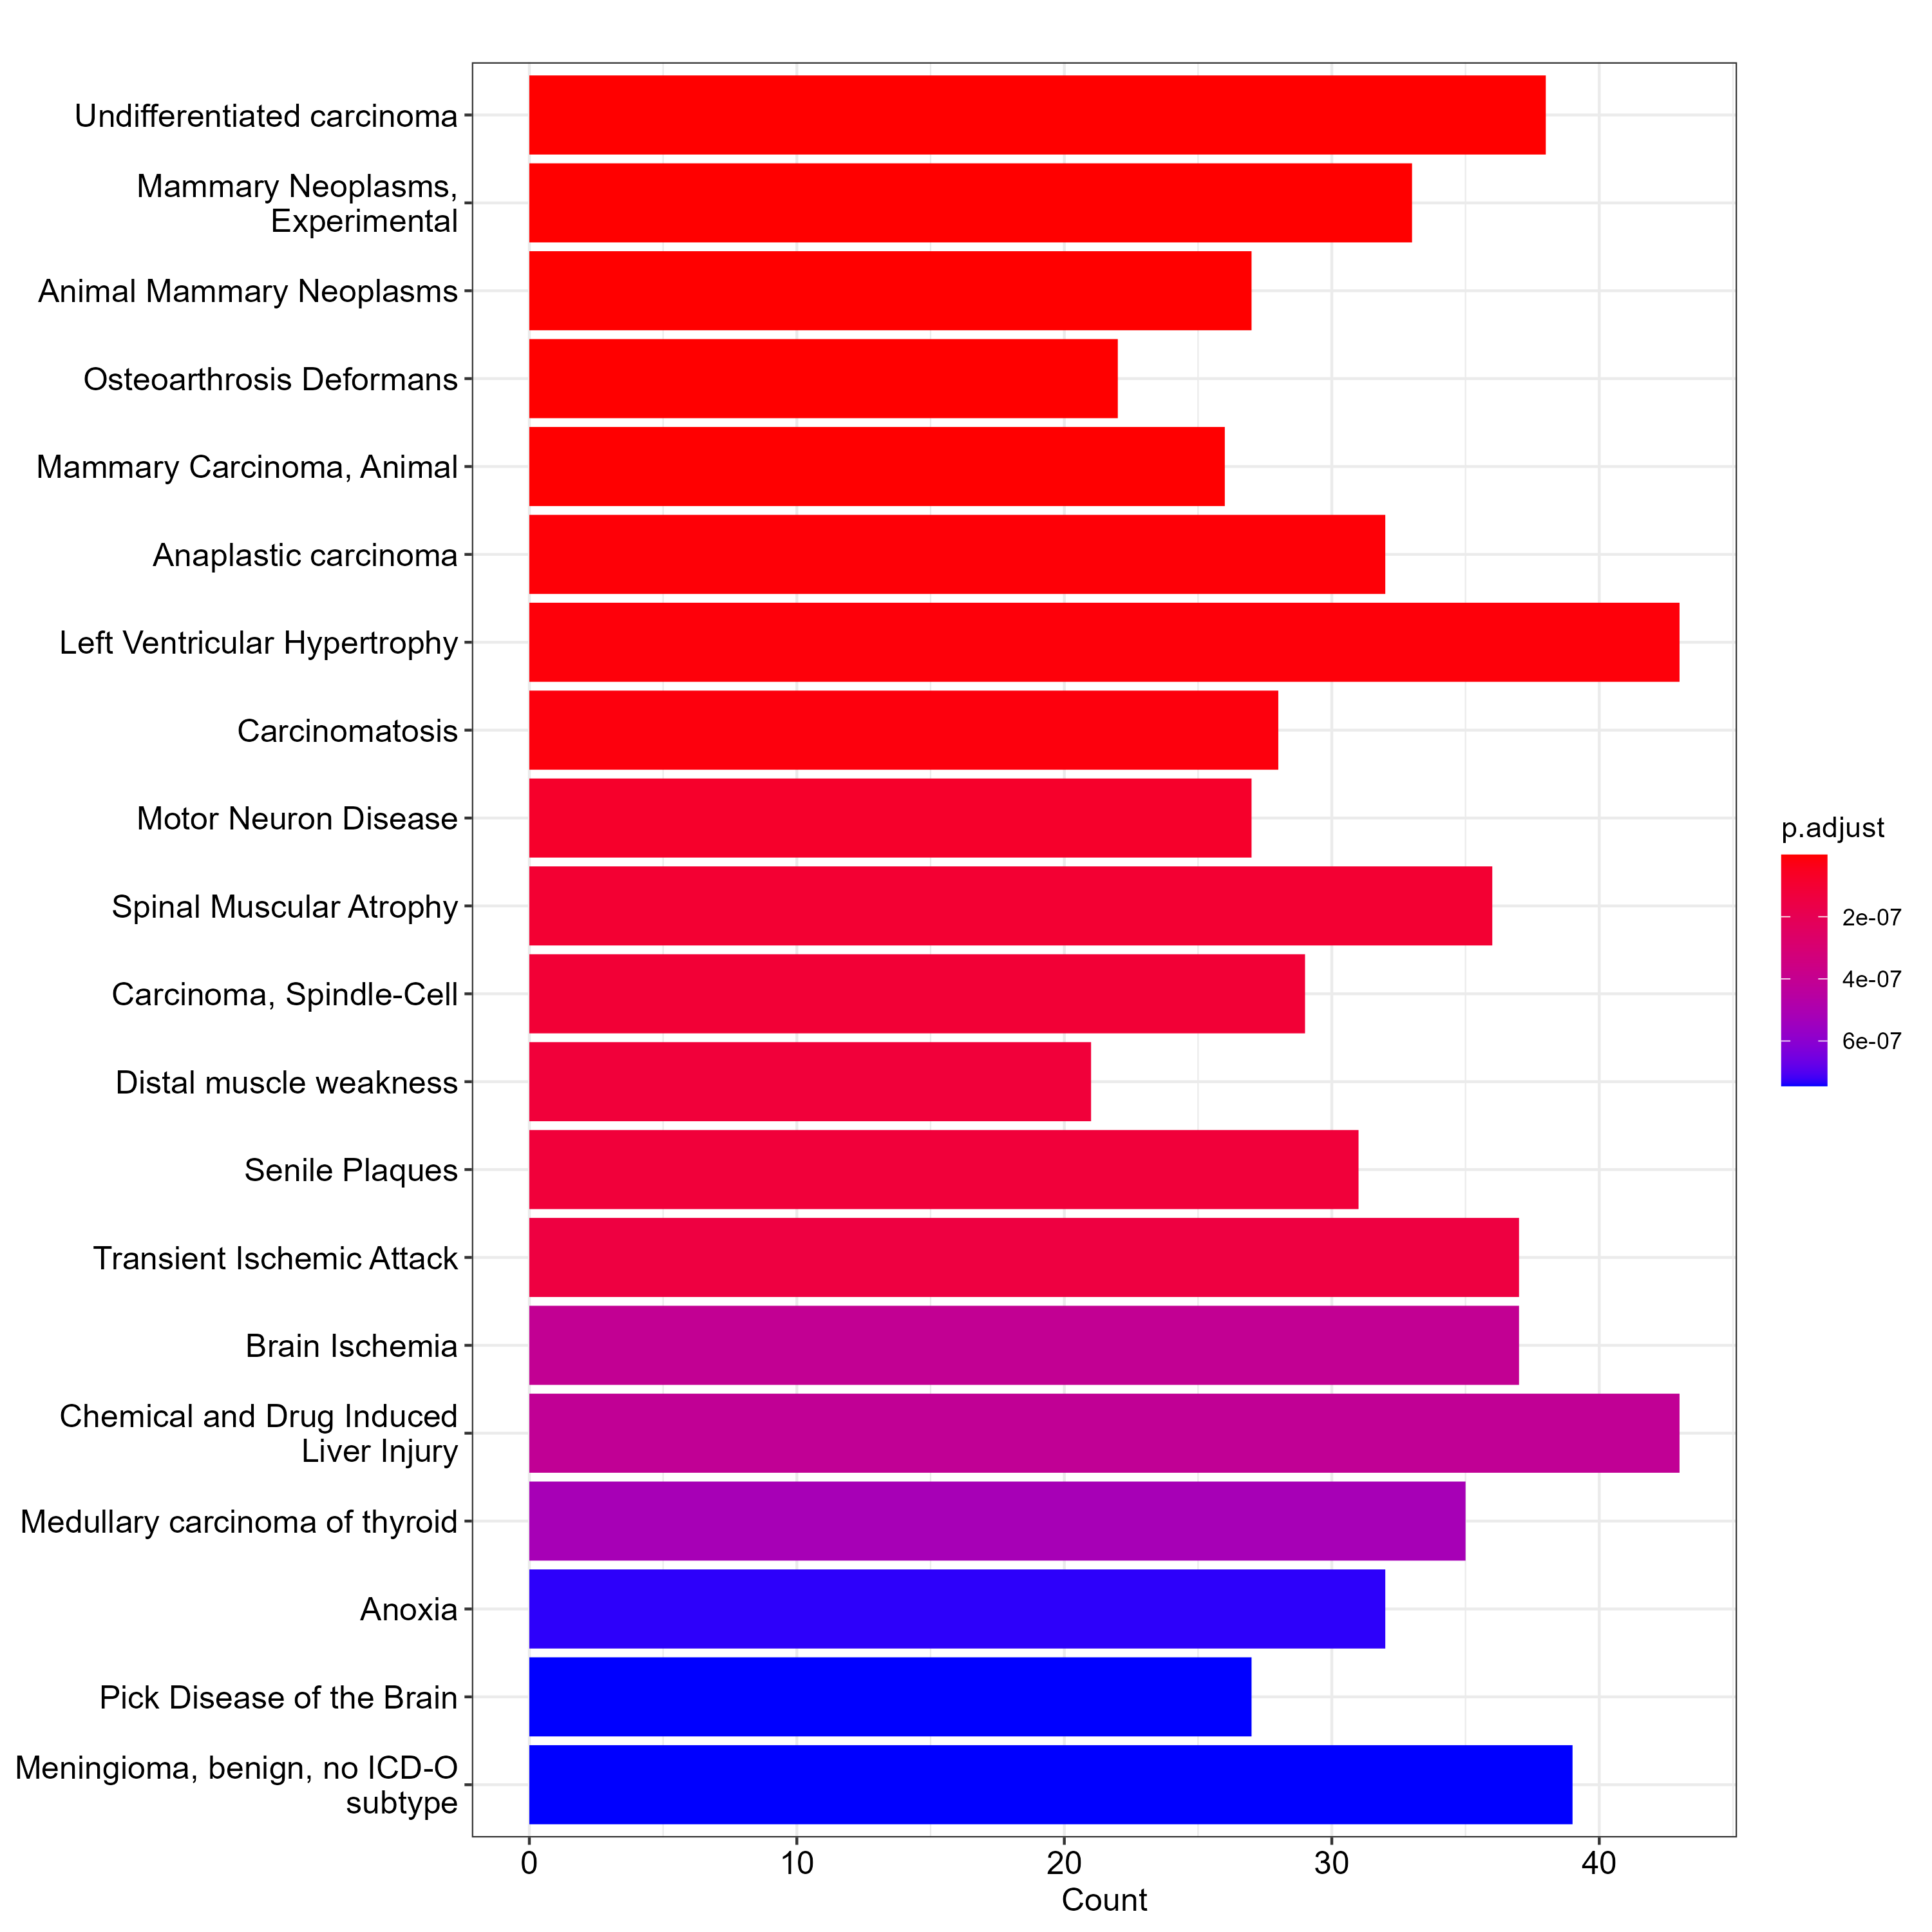 Undifferentiated carcinoma
Mammary Neoplasms,
Experimental
Animal Mammary Neoplasms
Osteoarthrosis Deformans
Mammary Carcinoma, Animal
Anaplastic carcinoma
Left Ventricular Hypertrophy
Carcinomatosis
Motor Neuron Disease
Spinal Muscular Atrophy
Carcinoma, Spindle-Cell
Distal muscle weakness
Senile Plaques
Transient Ischemic Attack
Brain Ischemia
Chemical and Drug Induced
Liver Injury
Medullary carcinoma of thyroid
Anoxia
Pick Disease of the Brain
Meningioma, benign, no ICD-O
subtype
0 10 20 30 40
Count
p.adjust
2e-07
4e-07
6e-07